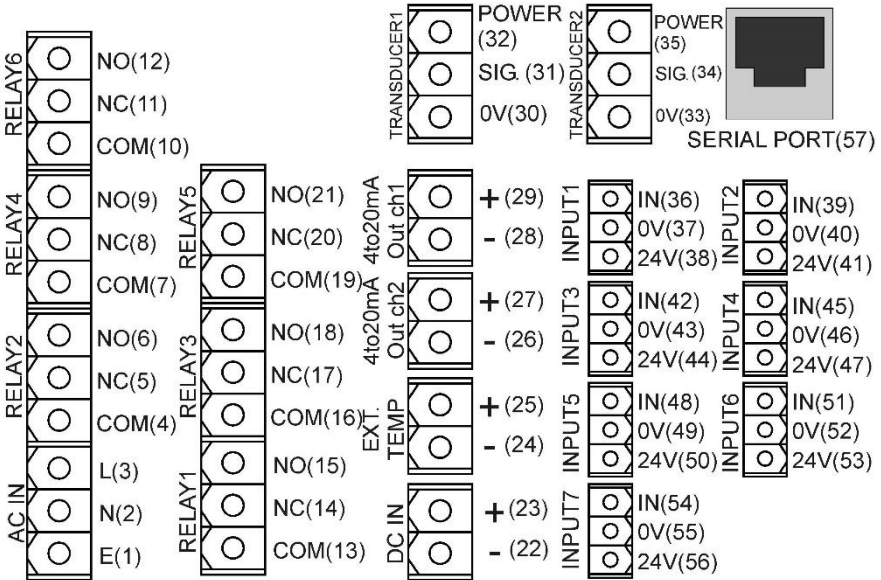 RELAY6
NO(12)
NC(11)
COM(10)
RELAY4
NO(9)
NC(8)
COM(7)
RELAY2
NO(6)
NC(5)
COM(4)
AC IN
L(3)
N(2)
E(1)
RELAY5
NO(21)
NC(20)
COM(19)
RELAY3
NO(18)
NC(17)
COM(16)
RELAY1
NO(15)
NC(14)
COM(13)
TRANSDUCER1
POWER
(32)
SIG. (31)
0V(30)
TRANSDUCER2
POWER
(35)
SIG. (34)
0V(33)
SERIAL PORT(57)
4to20mA
Out ch1
+ (29)
- (28)
4to20mA
Out ch2
+ (27)
- (26)
EXT.
TEMP
+ (25)
- (24)
DC IN
+ (23)
- (22)
INPUT1
IN(36)
0V(37)
24V(38)
INPUT2
IN(39)
0V(40)
24V(41)
INPUT3
IN(42)
0V(43)
24V(44)
INPUT4
IN(45)
0V(46)
24V(47)
INPUT5
IN(48)
0V(49)
24V(50)
INPUT6
IN(51)
0V(52)
24V(53)
INPUT7
IN(54)
0V(55)
24V(56)